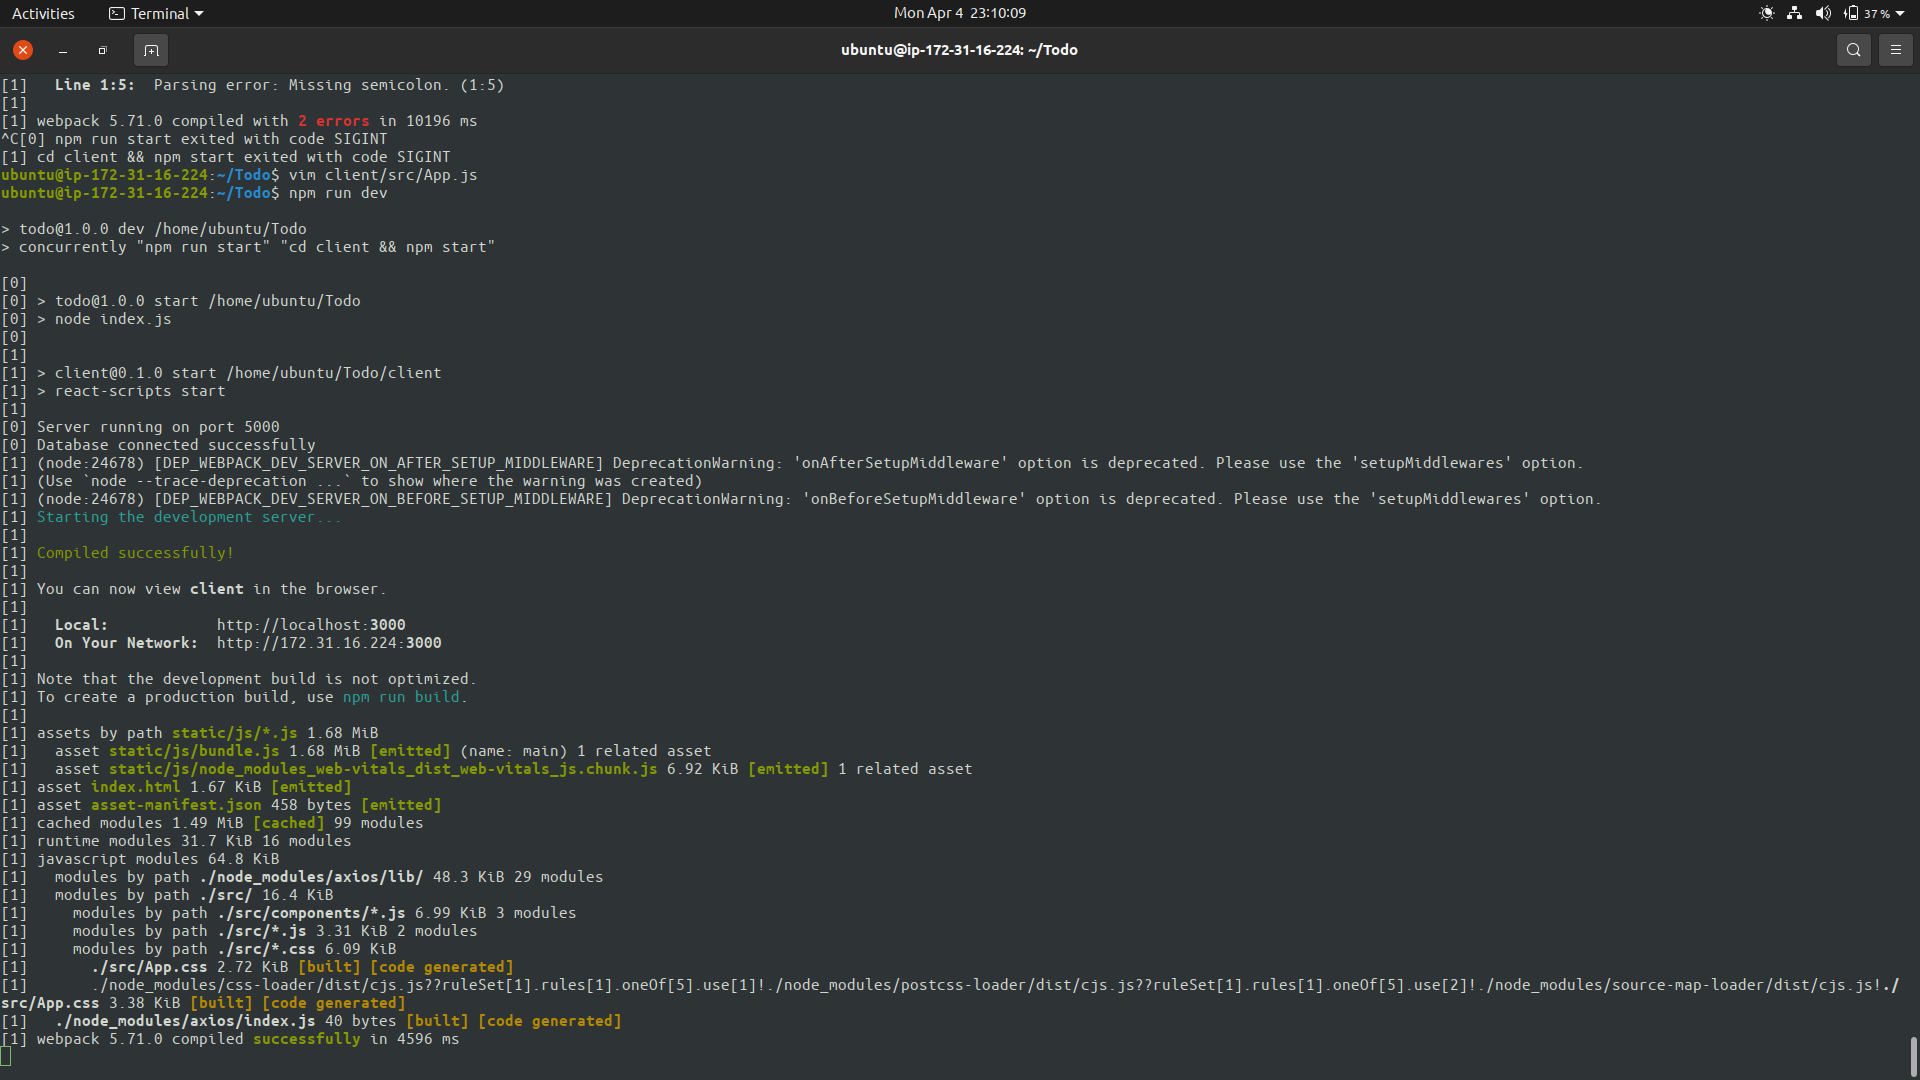 Activities Terminal Mon Apr 4 23:10:09 37 %
ubuntu@ip-172-31-16-224: ~/Todo
[1]   Line 1:5:  Parsing error: Missing semicolon. (1:5)
[1]
[1] webpack 5.71.0 compiled with 2 errors in 10196 ms
^C[0] npm run start exited with code SIGINT
[1] cd client && npm start exited with code SIGINT
ubuntu@ip-172-31-16-224:~/Todo$ vim client/src/App.js
ubuntu@ip-172-31-16-224:~/Todo$ npm run dev

> todo@1.0.0 dev /home/ubuntu/Todo
> concurrently "npm run start" "cd client && npm start"

[0]
[0] > todo@1.0.0 start /home/ubuntu/Todo
[0] > node index.js
[0]
[1]
[1] > client@0.1.0 start /home/ubuntu/Todo/client
[1] > react-scripts start
[1]
[0] Server running on port 5000
[0] Database connected successfully
[1] (node:24678) [DEP_WEBPACK_DEV_SERVER_ON_AFTER_SETUP_MIDDLEWARE] DeprecationWarning: 'onAfterSetupMiddleware' option is deprecated. Please use the 'setupMiddlewares' option.
[1] (Use `node --trace-deprecation ...` to show where the warning was created)
[1] (node:24678) [DEP_WEBPACK_DEV_SERVER_ON_BEFORE_SETUP_MIDDLEWARE] DeprecationWarning: 'onBeforeSetupMiddleware' option is deprecated. Please use the 'setupMiddlewares' option.
[1] Starting the development server...
[1]
[1] Compiled successfully!
[1]
[1] You can now view client in the browser.
[1]
[1]   Local:            http://localhost:3000
[1]   On Your Network:  http://172.31.16.224:3000
[1]
[1] Note that the development build is not optimized.
[1] To create a production build, use npm run build.
[1]
[1] assets by path static/js/*.js 1.68 MiB
[1]   asset static/js/bundle.js 1.68 MiB [emitted] (name: main) 1 related asset
[1]   asset static/js/node_modules_web-vitals_dist_web-vitals_js.chunk.js 6.92 KiB [emitted] 1 related asset
[1] asset index.html 1.67 KiB [emitted]
[1] asset asset-manifest.json 458 bytes [emitted]
[1] cached modules 1.49 MiB [cached] 99 modules
[1] runtime modules 31.7 KiB 16 modules
[1] javascript modules 64.8 KiB
[1]   modules by path ./node_modules/axios/lib/ 48.3 KiB 29 modules
[1]   modules by path ./src/ 16.4 KiB
[1]     modules by path ./src/components/*.js 6.99 KiB 3 modules
[1]     modules by path ./src/*.js 3.31 KiB 2 modules
[1]     modules by path ./src/*.css 6.09 KiB
[1]       ./src/App.css 2.72 KiB [built] [code generated]
[1]       ./node_modules/css-loader/dist/cjs.js??ruleSet[1].rules[1].oneOf[5].use[1]!./node_modules/postcss-loader/dist/cjs.js??ruleSet[1].rules[1].oneOf[5].use[2]!./node_modules/source-map-loader/dist/cjs.js!./
src/App.css 3.38 KiB [built] [code generated]
[1]   ./node_modules/axios/index.js 40 bytes [built] [code generated]
[1] webpack 5.71.0 compiled successfully in 4596 ms